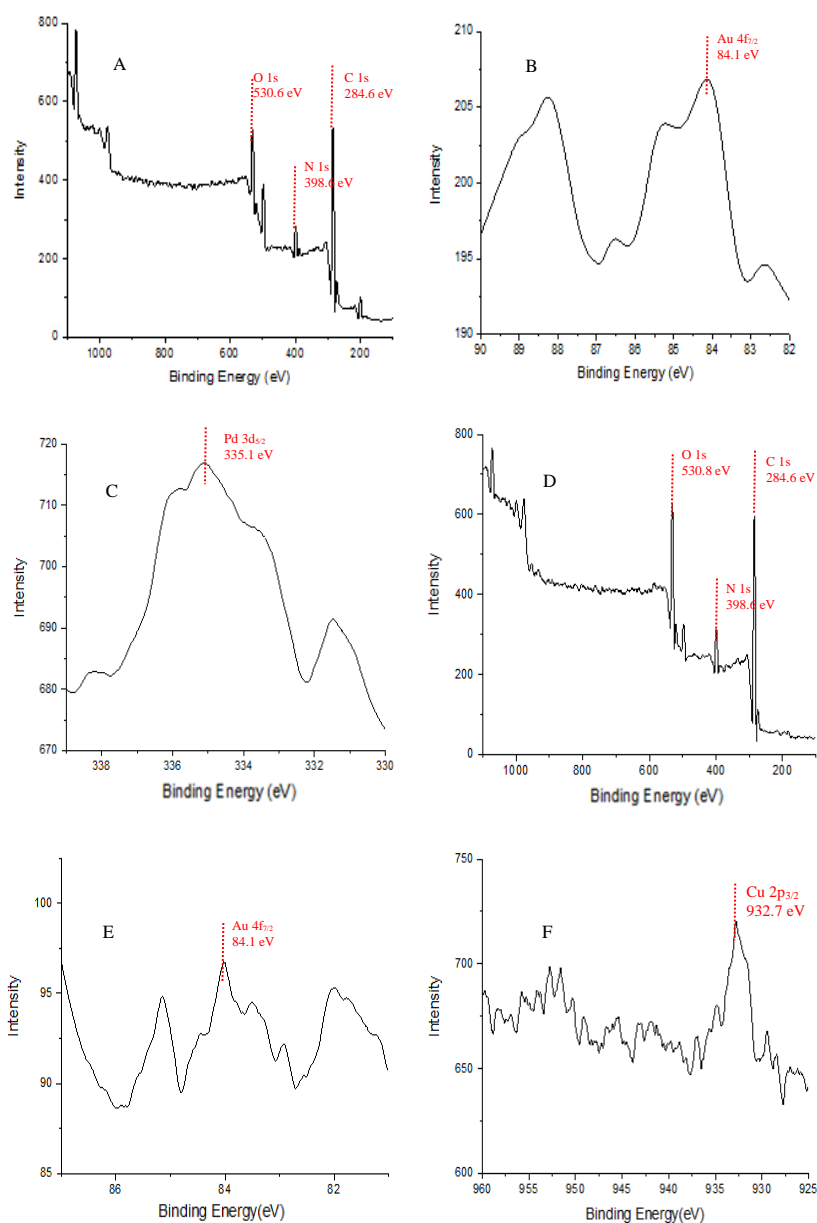 A
O 1s
530.6 eV
C 1s
284.6 eV
N 1s
398.6 eV
800
600
400
200
0
1000 800 600 400 200
Intensity
Binding Energy (eV)
B
Au 4f7/2
84.1 eV
210
205
200
195
190
90 89 88 87 86 85 84 83 82
Intensity
Binding Energy (eV)
C
Pd 3d5/2
335.1 eV
720
710
700
690
680
670
338 336 334 332 330
Intensity
Binding Energy (eV)
D
O 1s
530.8 eV
C 1s
284.6 eV
N 1s
398.6 eV
800
600
400
200
0
1000 800 600 400 200
Intensity
Binding Energy (eV)
E
Au 4f7/2
84.1 eV
100
95
90
85
86 84 82
Intensity
Binding Energy(eV)
F
Cu 2p3/2
932.7 eV
750
700
650
600
960 955 950 945 940 935 930 925
Intensity
Binding Energy(eV)